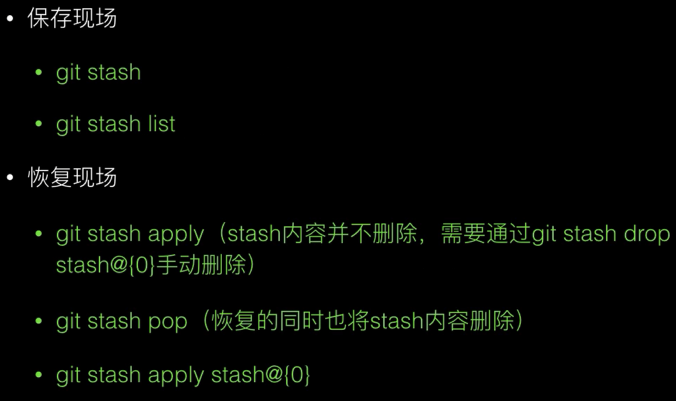 • 保存现场
• git stash
• git stash list
• 恢复现场
• git stash apply（stash内容并不删除，需要通过git stash drop
stash@{0}手动删除）
• git stash pop（恢复的同时也将stash内容删除）
• git stash apply stash@{0}